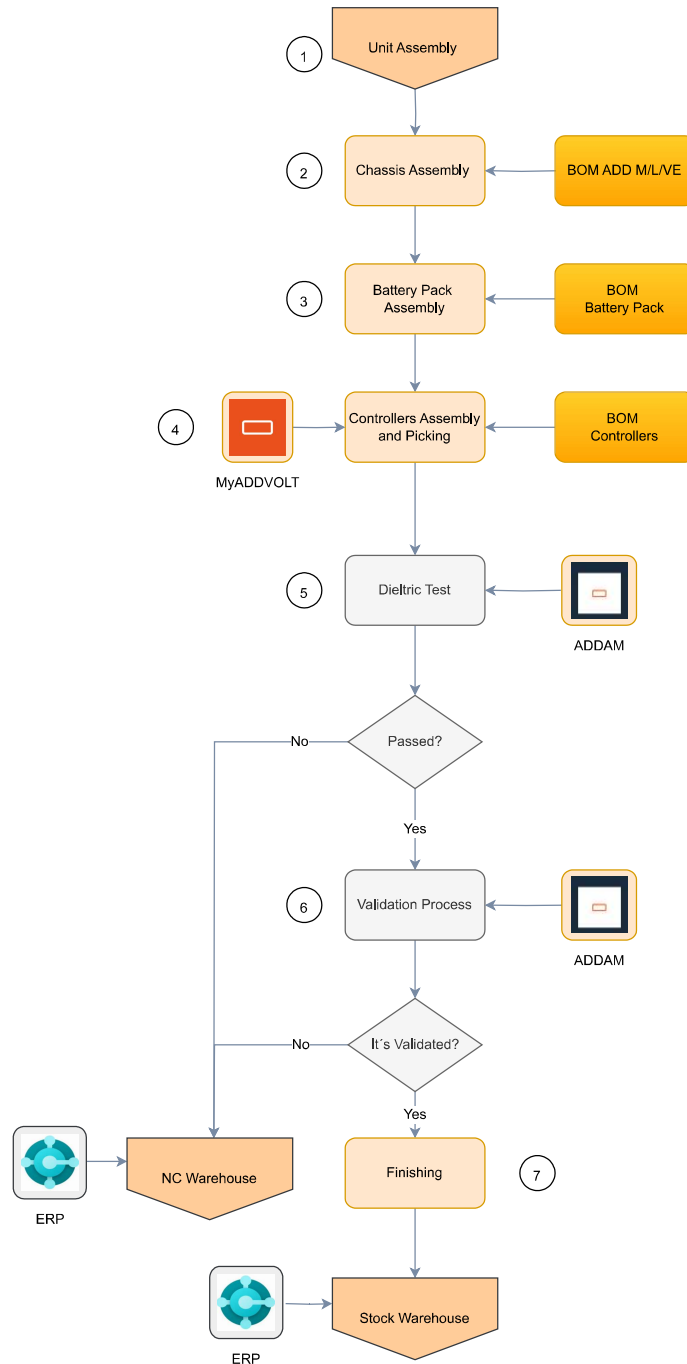 1
Unit Assembly
2
Chassis Assembly
BOM ADD M/L/VE
3
Battery Pack
Assembly
BOM
Battery Pack
4
MyADDVOLT
Controllers Assembly
and Picking
BOM
Controllers
5
Dieltric Test
ADDAM
Passed?
No
Yes
6
Validation Process
ADDAM
It´s Validated?
No
Yes
ERP
NC Warehouse
Finishing
7
ERP
Stock Warehouse